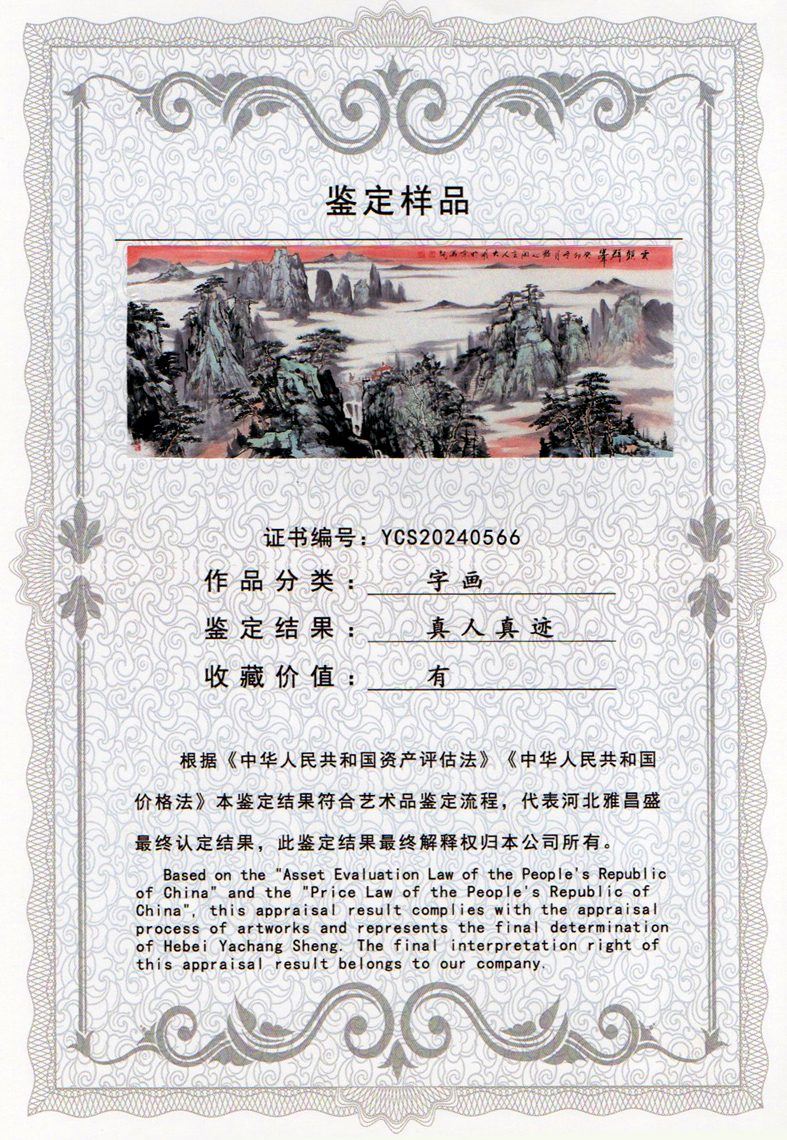 鉴定样品
证书编号：YCS20240566
作品分类：字画
鉴定结果：真人真迹
收藏价值：有
根据《中华人民共和国资产评估法》《中华人民共和国
价格法》本鉴定结果符合艺术品鉴定流程，代表河北雅昌盛
最终认定结果，此鉴定结果最终解释权归本公司所有。
Based on the "Asset Evaluation Law of the People's Republic
of China" and the "Price Law of the People's Republic of
China", this appraisal result complies with the appraisal
process of artworks and represents the final determination
of Hebei Yachang Sheng. The final interpretation right of
this appraisal result belongs to our company.